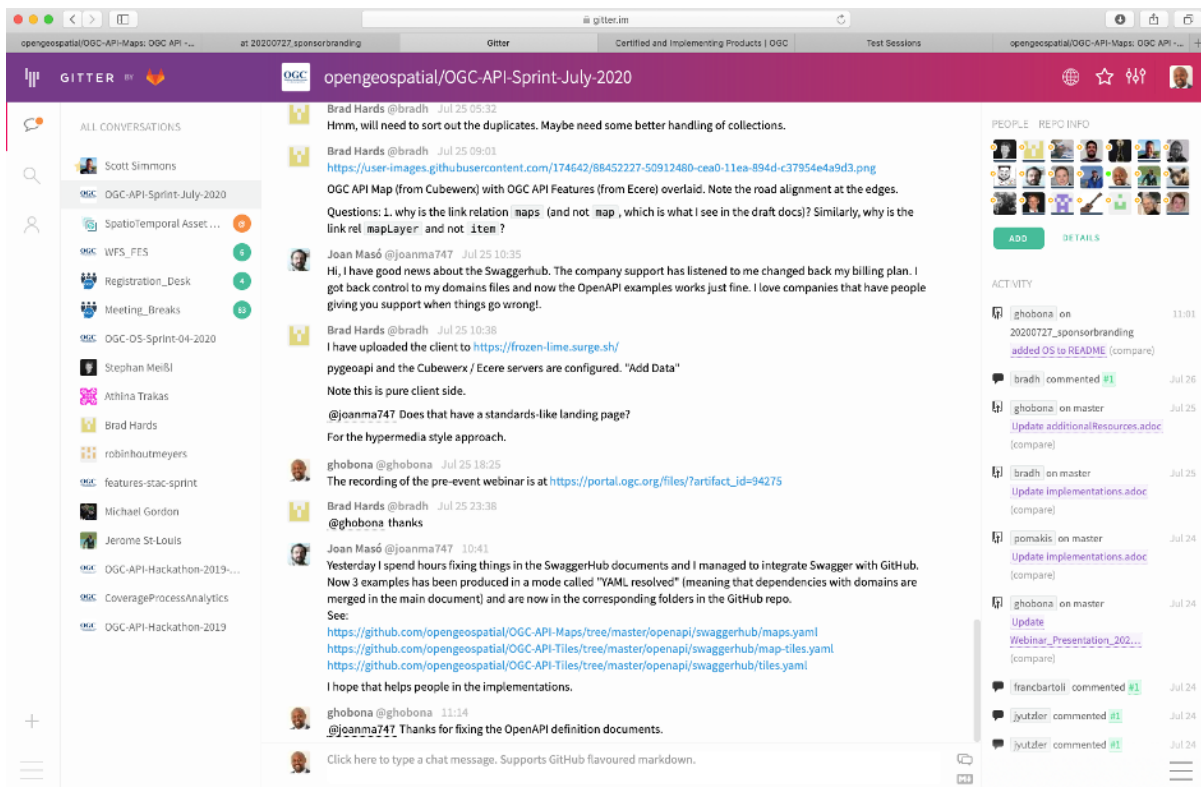 gitter.im
opengeospatial/OGC-API-Maps: OGC API -...
at 20200727_sponsorbranding
Gitter
Certified and Implementing Products | OGC
Test Sessions
opengeospatial/OGC-API-Maps: OGC API -...
GITTER BY
OGC
opengeospatial/OGC-API-Sprint-July-2020
ALL CONVERSATIONS
Scott Simmons
OGC OGC-API-Sprint-July-2020
SpatioTemporal Asset ... @
OGC WFS_FES 5
Registration_Desk 4
Meeting_Breaks 53
OGC OGC-OS-Sprint-04-2020
Stephan Meißl
Athina Trakas
Brad Hards
robinhoutmeyers
OGC features-stac-sprint
Michael Gordon
Jerome St-Louis
OGC OGC-API-Hackathon-2019-...
OGC CoverageProcessAnalytics
OGC OGC-API-Hackathon-2019
Brad Hards @bradh Jul 25 05:32
Hmm, will need to sort out the duplicates. Maybe need some better handling of collections.
Brad Hards @bradh Jul 25 09:01
https://user-images.githubusercontent.com/174642/88452227-50912480-cea0-11ea-894d-c37954e4a9d3.png
OGC API Map (from Cubewerx) with OGC API Features (from Ecere) overlaid. Note the road alignment at the edges.
Questions: 1. why is the link relation maps (and not map , which is what I see in the draft docs)? Similarly, why is the
link rel mapLayer and not item ?
Joan Masó @joanma747 Jul 25 10:35
Hi, I have good news about the Swaggerhub. The company support has listened to me changed back my billing plan. I
got back control to my domains files and now the OpenAPI examples works just fine. I love companies that have people
giving you support when things go wrong!.
Brad Hards @bradh Jul 25 10:38
I have uploaded the client to https://frozen-lime.surge.sh/
pygeoapi and the Cubewerx / Ecere servers are configured. "Add Data"
Note this is pure client side.
@joanma747 Does that have a standards-like landing page?
For the hypermedia style approach.
ghobona @ghobona Jul 25 18:25
The recording of the pre-event webinar is at https://portal.ogc.org/files/?artifact_id=94275
Brad Hards @bradh Jul 25 23:38
@ghobona thanks
Joan Masó @joanma747 10:41
Yesterday I spend hours fixing things in the SwaggerHub documents and I managed to integrate Swagger with GitHub.
Now 3 examples has been produced in a mode called "YAML resolved" (meaning that dependencies with domains are
merged in the main document) and are now in the corresponding folders in the GitHub repo.
See:
https://github.com/opengeospatial/OGC-API-Maps/tree/master/openapi/swaggerhub/maps.yaml
https://github.com/opengeospatial/OGC-API-Tiles/tree/master/openapi/swaggerhub/map-tiles.yaml
https://github.com/opengeospatial/OGC-API-Tiles/tree/master/openapi/swaggerhub/tiles.yaml
I hope that helps people in the implementations.
ghobona @ghobona 11:14
@joanma747 Thanks for fixing the OpenAPI definition documents.
Click here to type a chat message. Supports GitHub flavoured markdown.
PEOPLE REPO INFO
ADD DETAILS
ACTIVITY
ghobona on 11:01
20200727_sponsorbranding
added OS to README (compare)
bradh commented #1 Jul 26
ghobona on master Jul 25
Update additionalResources.adoc
(compare)
bradh on master Jul 25
Update implementations.adoc
(compare)
pomakis on master Jul 24
Update implementations.adoc
(compare)
ghobona on master Jul 24
Update
Webinar_Presentation_202...
(compare)
francbartoli commented #1 Jul 24
jyutzler commented #1 Jul 24
jyutzler commented #1 Jul 24